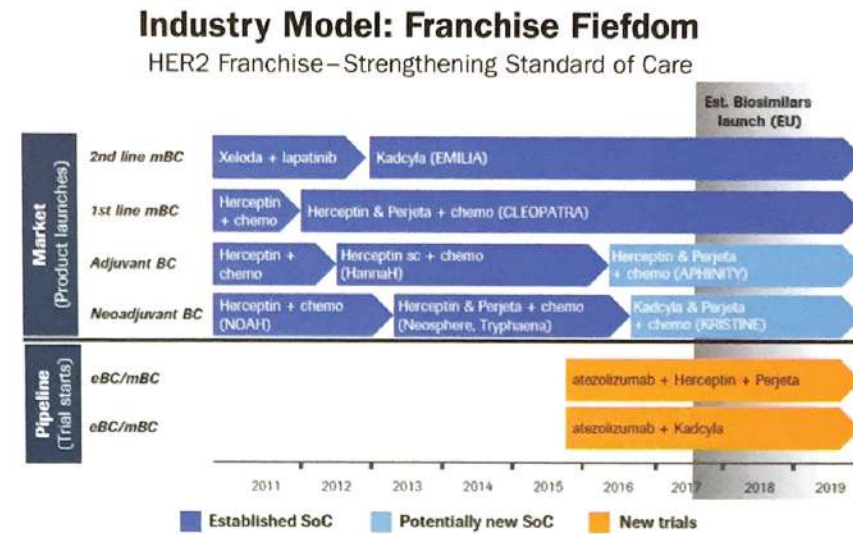 Industry Model: Franchise Fiefdom
HER2 Franchise–Strengthening Standard of Care
Est. Biosimilars
launch (EU)
Market
(Product launches)
2nd line mBC
Xeloda + lapatinib
Kadcyla (EMILIA)
1st line mBC
Herceptin
+ chemo
Herceptin & Perjeta + chemo (CLEOPATRA)
Adjuvant BC
Herceptin +
chemo
Herceptin sc + chemo
(HannaH)
Herceptin & Perjeta
+ chemo (APHINITY)
Neoadjuvant BC
Herceptin + chemo
(NOAH)
Herceptin & Perjeta + chemo
(Neosphere, Tryphaena)
Kadcyla & Perjeta
+ chemo (KRISTINE)
Pipeline
(Trial starts)
eBC/mBC
atezolizumab + Herceptin + Perjeta
eBC/mBC
atezolizumab + Kadcyla
2011 2012 2013 2014 2015 2016 2017 2018 2019
Established SoC Potentially new SoC New trials